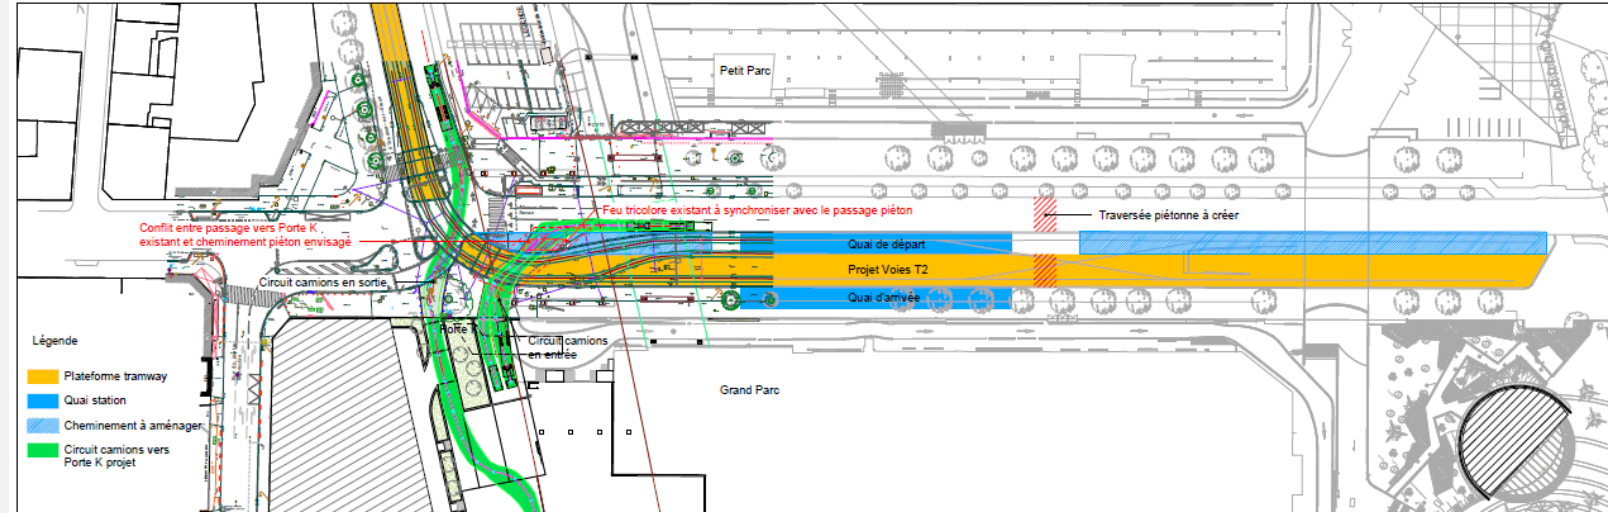 Petit Parc
Feu tricolore existant à synchroniser avec le passage piéton
Traversée piétonne à créer
Conflit entre passage vers Porte K
existant et cheminement piéton envisagé
Quai de départ
Projet Voies T2
Circuit camions en sortie
Quai d'arrivée
Porte
Circuit camions
en entrée
Grand Parc
Légende
Plateforme tramway
Quai station
Cheminement à aménager
Circuit camions vers
Porte K projet